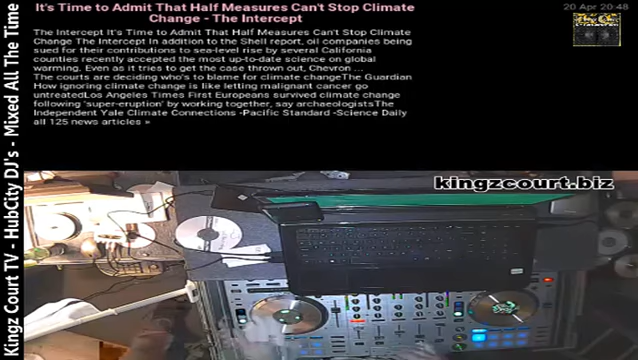 It's Time to Admit That Half Measures Can't Stop Climate
Change - The Intercept
The Intercept It's Time to Admit That Half Measures Can't Stop Climate
Change The Intercept In addition to the Shell report, oil companies being
sued for their contributions to sea-level rise by several California
counties recently accepted the most up-to-date science on global
warming. Even as it tries to get the case thrown out, Chevron ...
The courts are deciding who's to blame for climate changeThe Guardian
How ignoring climate change is like letting malignant cancer go
untreatedLos Angeles Times First Europeans survived climate change
following 'super-eruption' by working together, say archaeologistsThe
Independent Yale Climate Connections -Pacific Standard -Science Daily
all 125 news articles »
20 Apr 20:48
kingzcourt.biz
Kingz Court TV - HubCity DJ's - Mixed All The Time